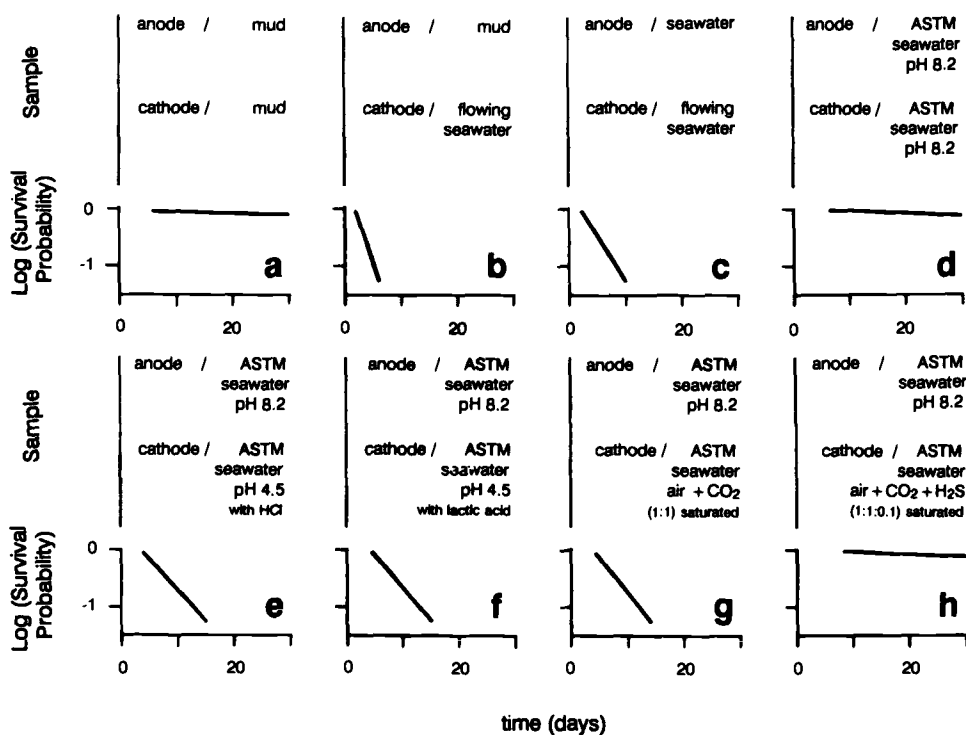 Sample
anode / mud
cathode / mud
anode / mud
cathode / flowing
seawater
anode / seawater
cathode / flowing
seawater
anode / ASTM
seawater
pH 8.2
cathode / ASTM
seawater
pH 8.2
Log (Survival
Probability)
0
-1
a
b
c
d
0 20
0 20
0 20
0 20
Sample
anode / ASTM
seawater
pH 8.2
cathode / ASTM
seawater
pH 4.5
with HCl
anode / ASTM
seawater
pH 8.2
cathode / ASTM
seawater
pH 4.5
with lactic acid
anode / ASTM
seawater
pH 8.2
cathode / ASTM
seawater
air + CO2
(1:1) saturated
anode / ASTM
seawater
pH 8.2
cathode / ASTM
seawater
air + CO2 + H2S
(1:1:0.1) saturated
Log (Survival
Probability)
0
-1
e
f
g
h
0 20
0 20
0 20
0 20
time (days)